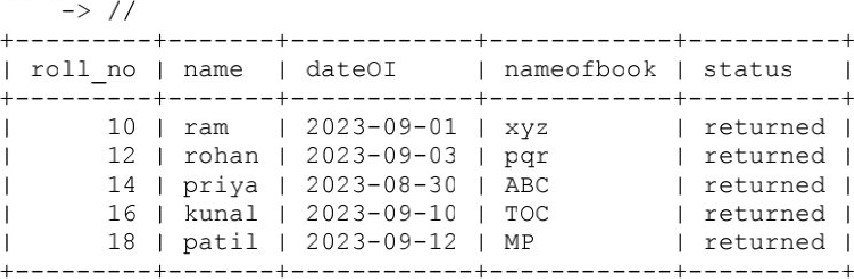 -> //
+---------+-------+------------+------------+----------+
| roll_no | name  | dateOI     | nameofbook | status   |
+---------+-------+------------+------------+----------+
|      10 | ram   | 2023-09-01 | xyz        | returned |
|      12 | rohan | 2023-09-03 | pqr        | returned |
|      14 | priya | 2023-08-30 | ABC        | returned |
|      16 | kunal | 2023-09-10 | TOC        | returned |
|      18 | patil | 2023-09-12 | MP         | returned |
+---------+-------+------------+------------+----------+